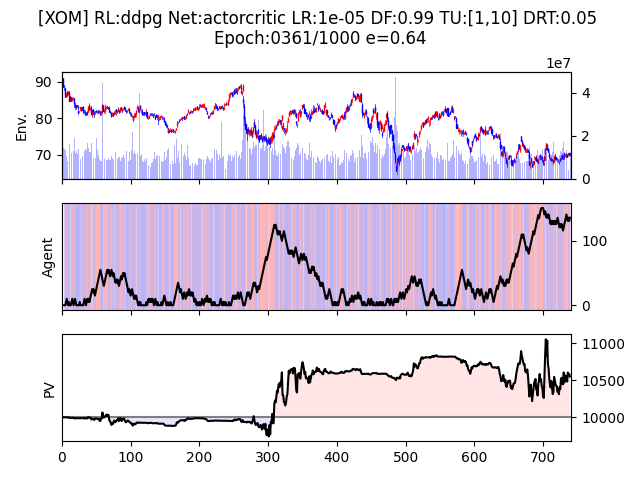 [XOM] RL:ddpg Net:actorcritic LR:1e-05 DF:0.99 TU:[1,10] DRT:0.05
Epoch:0361/1000 e=0.64
1e7
90
80
70
Env.
4
2
0
Agent
100
0
PV
11000
10500
10000
0 100 200 300 400 500 600 700